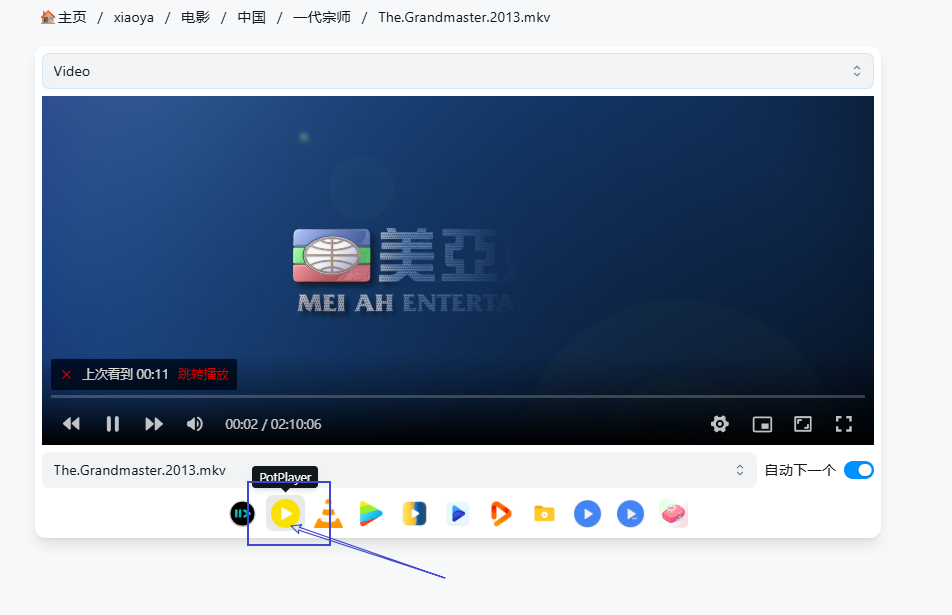 主页 / xiaoya / 电影 / 中国 / 一代宗师 / The.Grandmaster.2013.mkv
Video
美亞
MEI AH ENTERTA
上次看到 00:11 跳转播放
00:02 / 02:10:06
The.Grandmaster.2013.mkv 自动下一个
PotPlayer